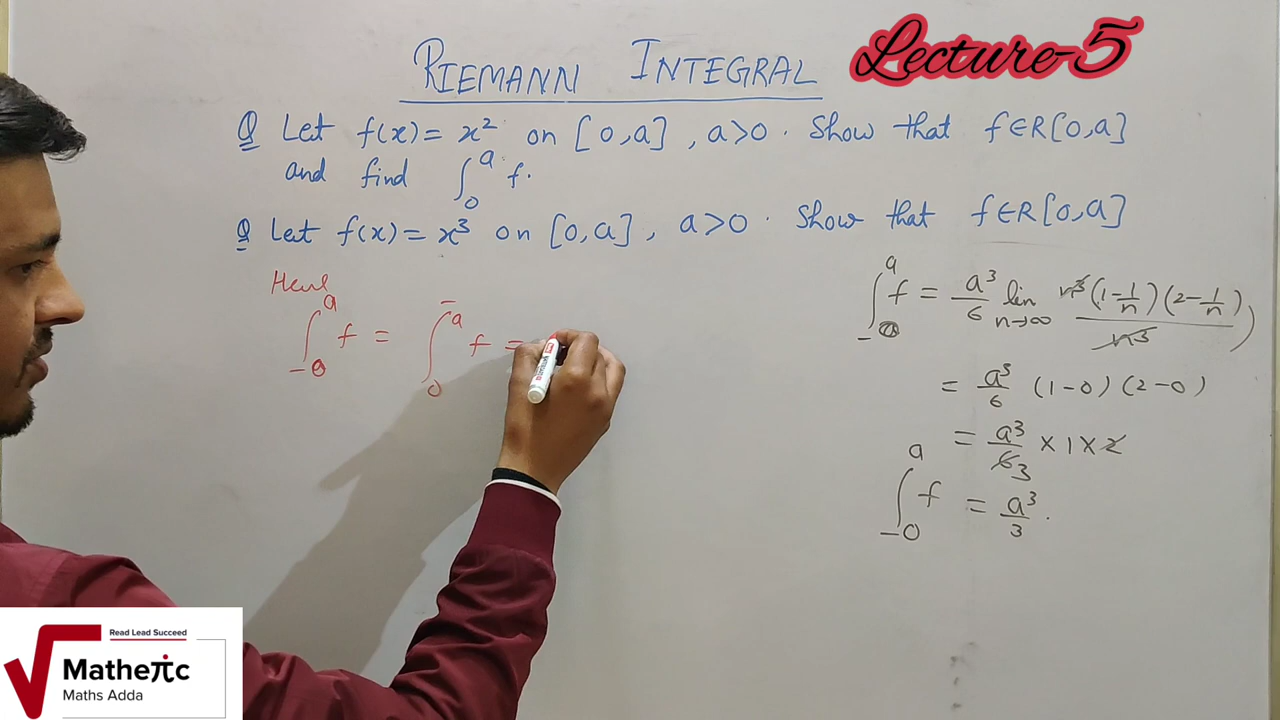 RIEMANN INTEGRAL
Lecture-5
Q Let f(x) = x² on [0,a], a>0. Show that f∈R[0,a]
and find ∫₀ᵃ f.
Q Let f(x) = x³ on [0,a], a>0. Show that f∈R[0,a]
∫₋₀ᵃ f = ∫₀⁻ᵃ f =
∫₋₀ᵃ f = a³/6 lim n→∞ n³(1-1/n)(2-1/n)/n³)
= a³/6 (1-0)(2-0)
= a³/6 3 × 1 × 2
∫₋₀ᵃ f = a³/3.
Read Lead Succeed
Matheπc
Maths Adda